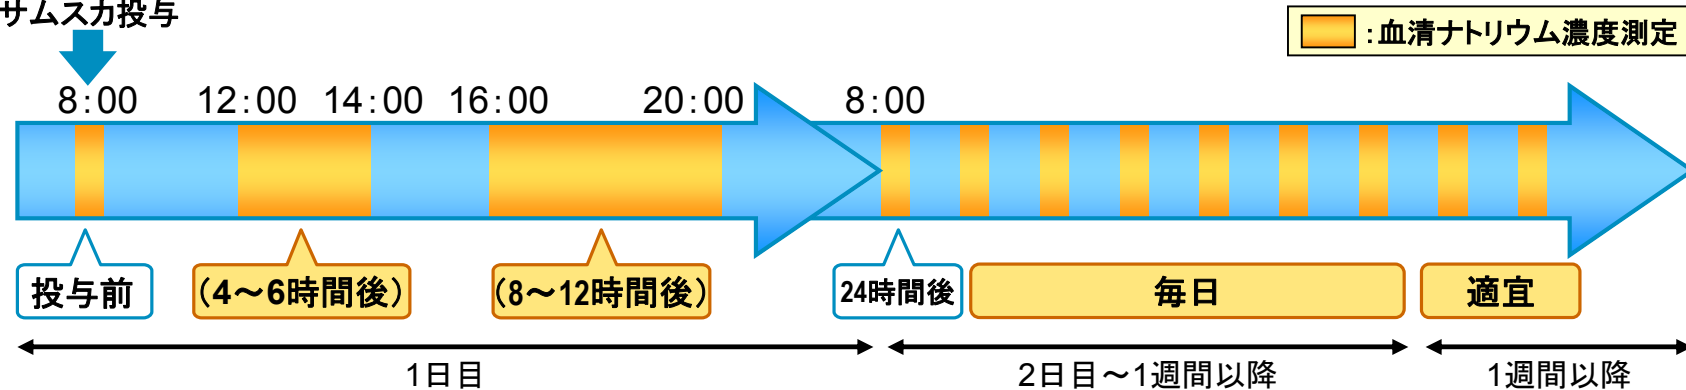 サムスカ投与
：血清ナトリウム濃度測定
8：00 12：00 14：00 16：00 20：00 8：00
投与前 （4～6時間後） （8～12時間後） 24時間後 毎日 適宜
1日目 2日目～1週間以降 1週間以降